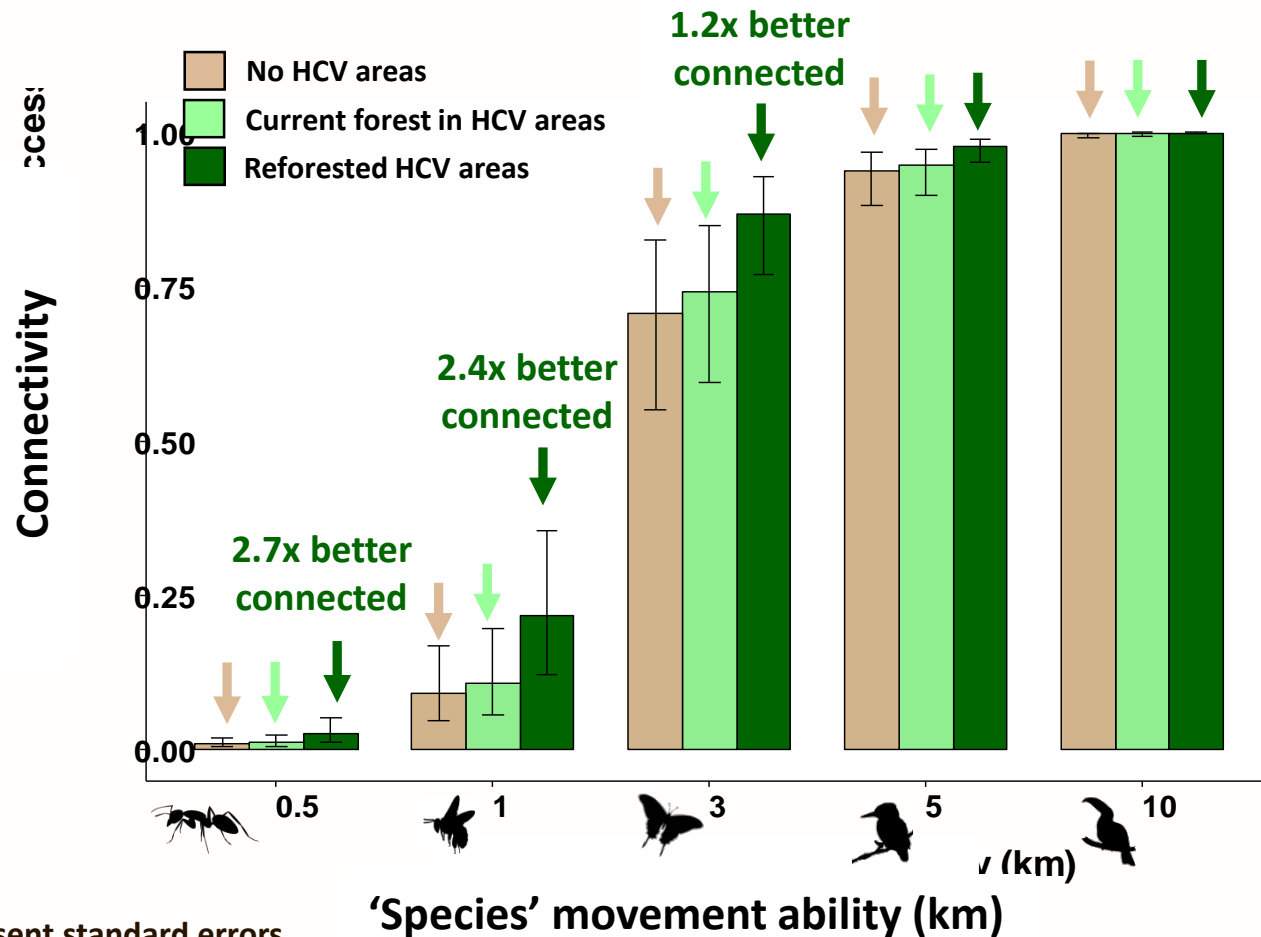 1.2x better
connected
No HCV areas
Current forest in HCV areas
Reforested HCV areas
1.00
0.75
0.50
0.25
0.00
Connectivity
2.4x better
connected
2.7x better
connected
0.5
1
3
5
10
(km)
‘Species’ movement ability (km)
standard errors